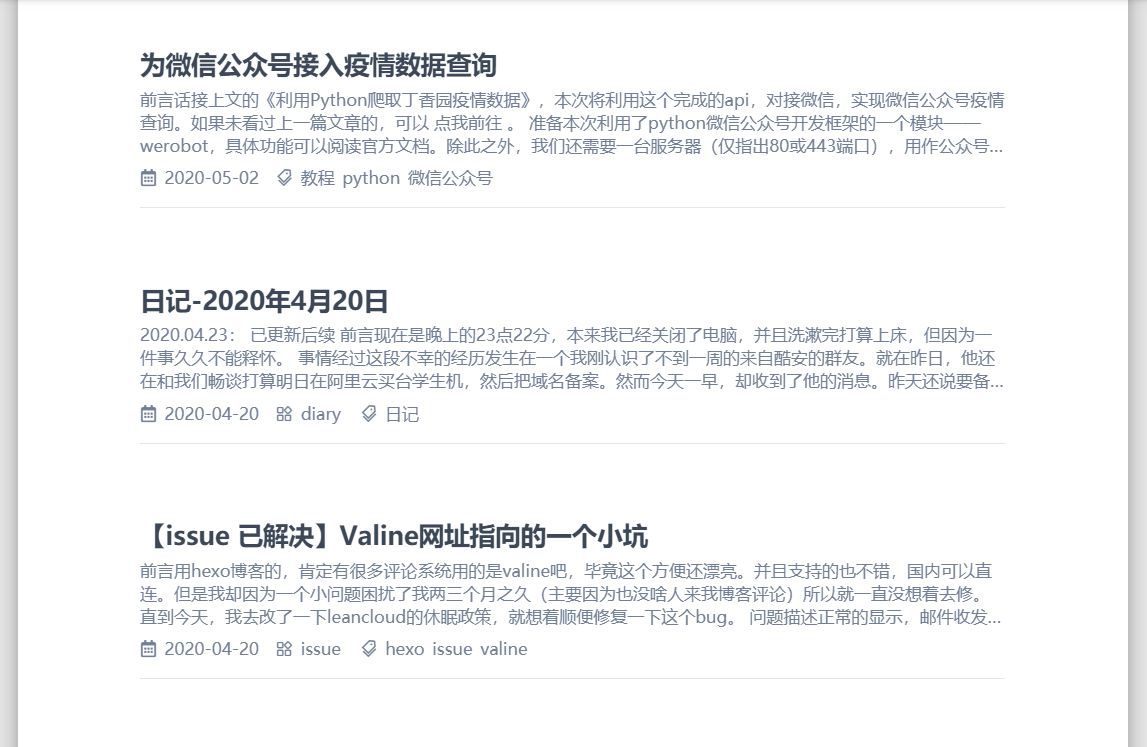 为微信公众号接入疫情数据查询
前言话接上文的《利用Python爬取丁香园疫情数据》，本次将利用这个完成的api，对接微信，实现微信公众号疫情
查询。如果未看过上一篇文章的，可以 点我前往 。 准备本次利用了python微信公众号开发框架的一个模块——
werobot，具体功能可以阅读官方文档。除此之外，我们还需要一台服务器（仅指出80或443端口），用作公众号...
2020-05-02 教程 python 微信公众号
日记-2020年4月20日
2020.04.23： 已更新后续 前言现在是晚上的23点22分，本来我已经关闭了电脑，并且洗漱完打算上床，但因为一
件事久久不能释怀。 事情经过这段不幸的经历发生在一个我刚认识了不到一周的来自酷安的群友。就在昨日，他还
在和我们畅谈打算明日在阿里云买台学生机，然后把域名备案。然而今天一早，却收到了他的消息。昨天还说要备...
2020-04-20 diary 日记
【issue 已解决】Valine网址指向的一个小坑
前言用hexo博客的，肯定有很多评论系统用的是valine吧，毕竟这个方便还漂亮。并且支持的也不错，国内可以直
连。但是我却因为一个小问题困扰了我两三个月之久（主要因为也没啥人来我博客评论）所以就一直没想着去修。
直到今天，我去改了一下leancloud的休眠政策，就想着顺便修复一下这个bug。 问题描述正常的显示，邮件收发...
2020-04-20 issue hexo issue valine